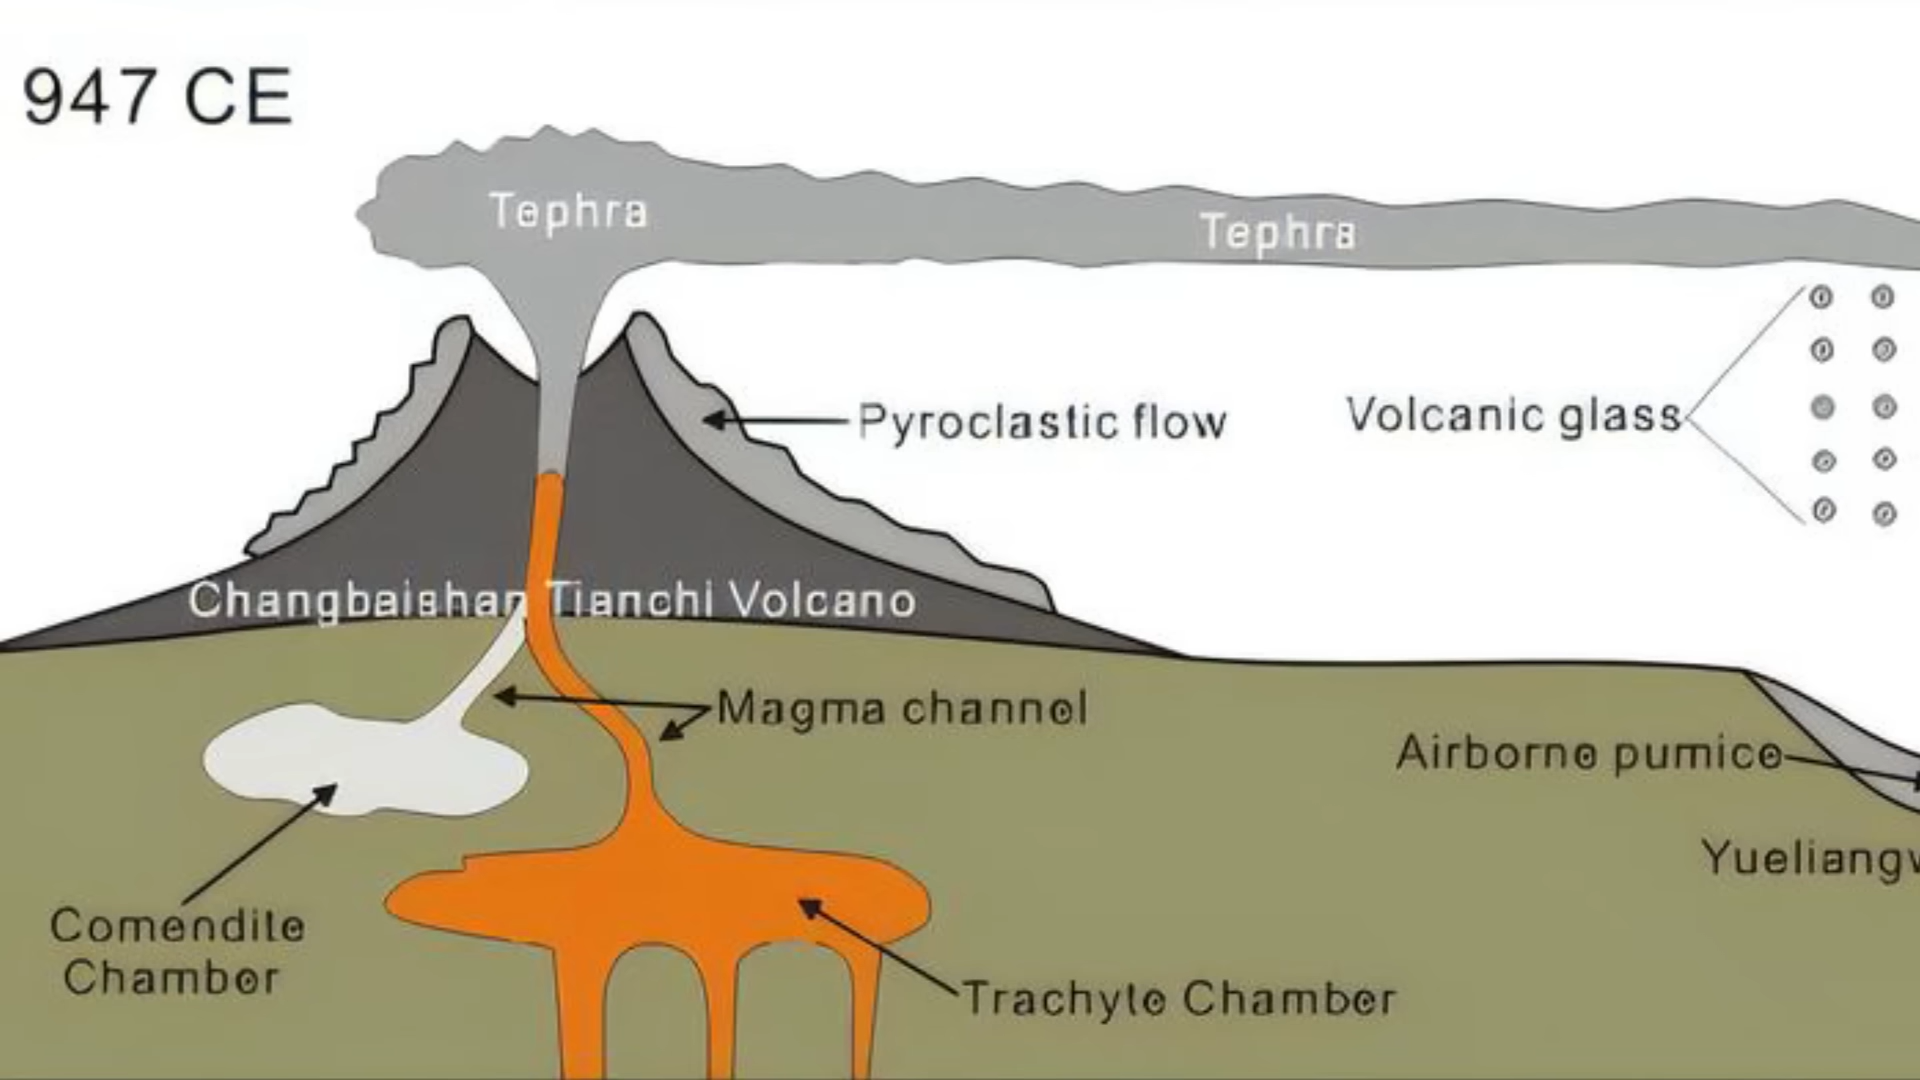 947 CE
Tephra
Tephra
Pyroclastic flow
Volcanic glass
Changbaishan Tianchi Volcano
Magma channel
Airborne pumice
Comendite
Chamber
Trachyte Chamber